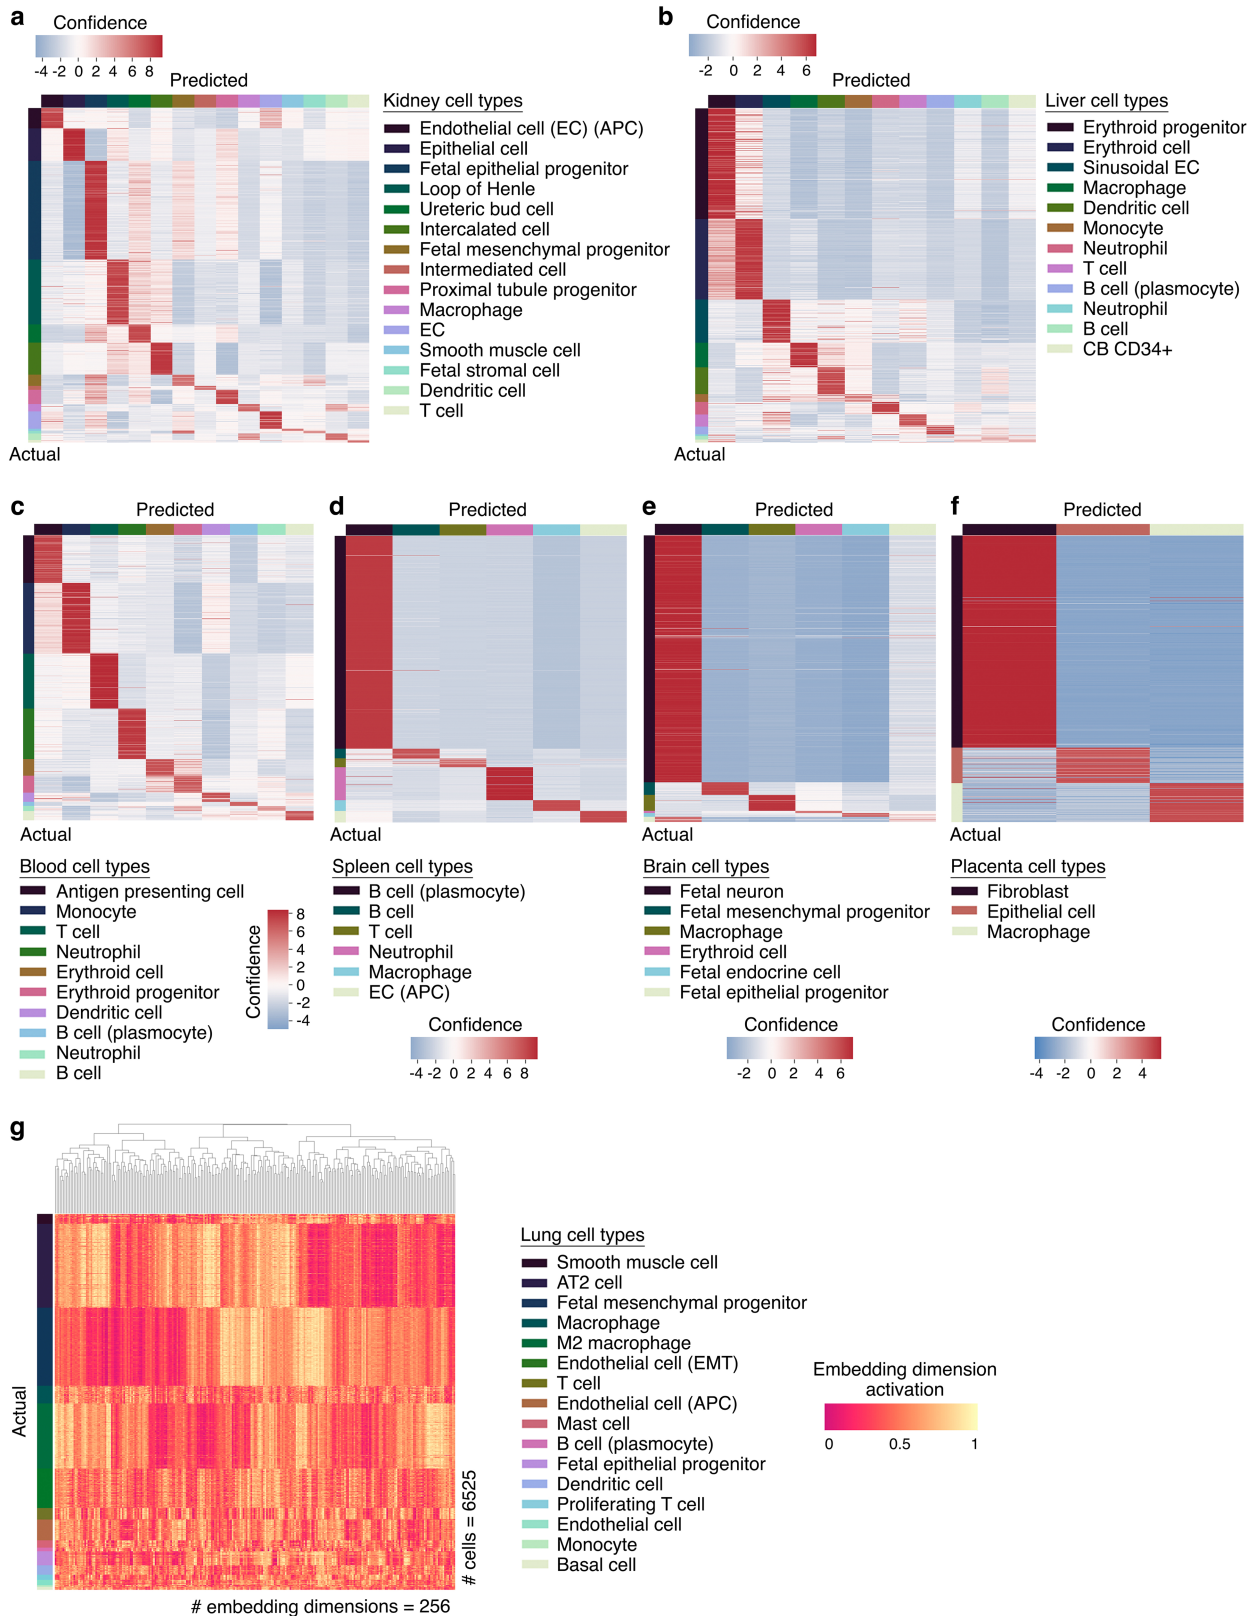 a
Confidence
-4 -2 0 2 4 6 8
Predicted
Kidney cell types
Endothelial cell (EC) (APC)
Epithelial cell
Fetal epithelial progenitor
Loop of Henle
Ureteric bud cell
Intercalated cell
Fetal mesenchymal progenitor
Intermediated cell
Proximal tubule progenitor
Macrophage
EC
Smooth muscle cell
Fetal stromal cell
Dendritic cell
T cell
Actual
b
Confidence
-2 0 2 4 6
Predicted
Liver cell types
Erythroid progenitor
Erythroid cell
Sinusoidal EC
Macrophage
Dendritic cell
Monocyte
Neutrophil
T cell
B cell (plasmocyte)
Neutrophil
B cell
CB CD34+
Actual
c
Predicted
Actual
Blood cell types
Antigen presenting cell
Monocyte
T cell
Neutrophil
Erythroid cell
Erythroid progenitor
Dendritic cell
B cell (plasmocyte)
Neutrophil
B cell
Confidence
8
6
4
2
0
-2
-4
d
Predicted
Actual
Spleen cell types
B cell (plasmocyte)
B cell
T cell
Neutrophil
Macrophage
EC (APC)
Confidence
-4 -2 0 2 4 6 8
e
Predicted
Actual
Brain cell types
Fetal neuron
Fetal mesenchymal progenitor
Macrophage
Erythroid cell
Fetal endocrine cell
Fetal epithelial progenitor
Confidence
-2 0 2 4 6
f
Predicted
Actual
Placenta cell types
Fibroblast
Epithelial cell
Macrophage
Confidence
-4 -2 0 2 4
g
Actual
# cells = 6525
# embedding dimensions = 256
Lung cell types
Smooth muscle cell
AT2 cell
Fetal mesenchymal progenitor
Macrophage
M2 macrophage
Endothelial cell (EMT)
T cell
Endothelial cell (APC)
Mast cell
B cell (plasmocyte)
Fetal epithelial progenitor
Dendritic cell
Proliferating T cell
Endothelial cell
Monocyte
Basal cell
Embedding dimension
activation
0 0.5 1